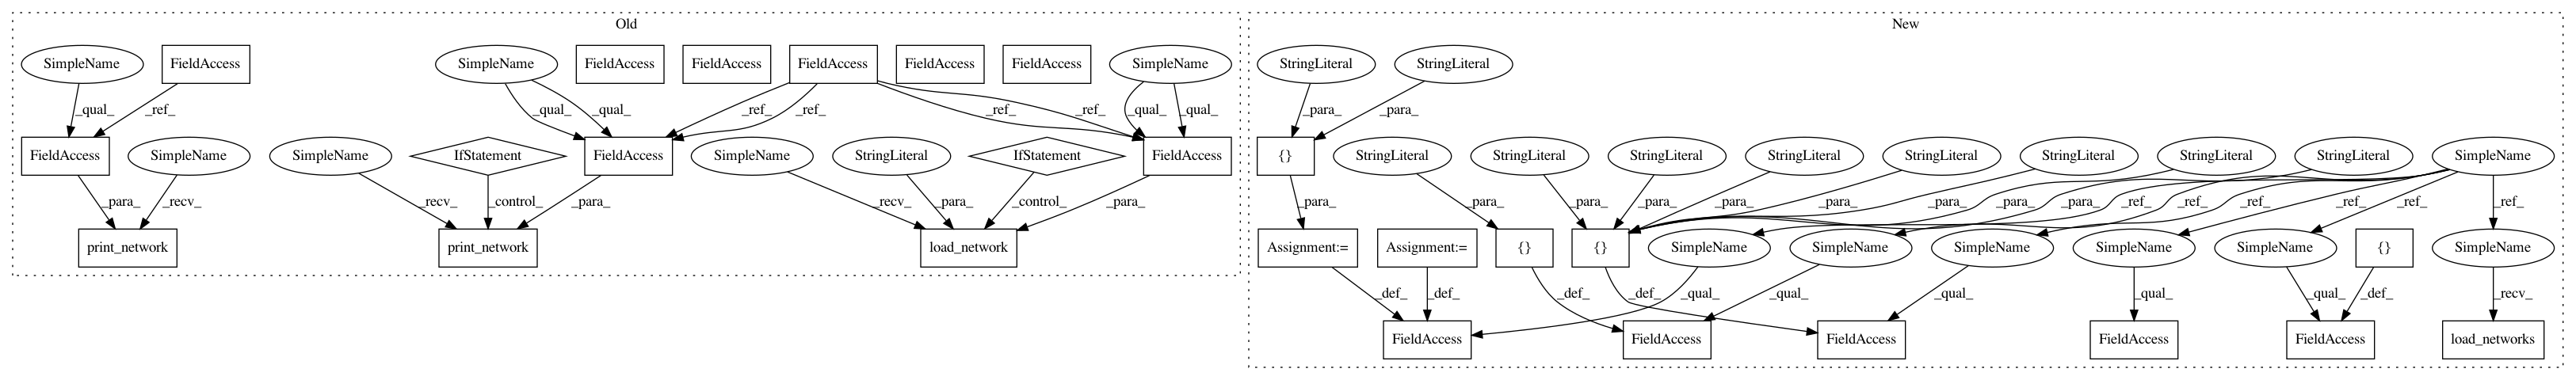 Old
New
SimpleName
FieldAccess
SimpleName
FieldAccess
FieldAccess
FieldAccess
FieldAccess
FieldAccess
SimpleName
StringLiteral
StringLiteral
_qual_
_ref_
_qual_
_qual_
_ref_
_ref_
_ref_
_ref_
_qual_
_qual_
_para_
_para_
FieldAccess
SimpleName
SimpleName
IfStatement
FieldAccess
SimpleName
StringLiteral
IfStatement
FieldAccess
{}
StringLiteral
StringLiteral
StringLiteral
StringLiteral
StringLiteral
StringLiteral
StringLiteral
StringLiteral
SimpleName
_para_
_recv_
_recv_
_control_
_para_
_recv_
_para_
_control_
_para_
_para_
_para_
_para_
_para_
_para_
_para_
_para_
_para_
_para_
_ref_
_ref_
_ref_
_ref_
_ref_
_ref_
print_network
print_network
load_network
Assignment:=
Assignment:=
{}
{}
SimpleName
SimpleName
SimpleName
SimpleName
SimpleName
{}
SimpleName
_def_
_def_
_qual_
_def_
_qual_
_def_
_qual_
_qual_
_qual_
_def_
_recv_
FieldAccess
FieldAccess
FieldAccess
FieldAccess
FieldAccess
load_networks